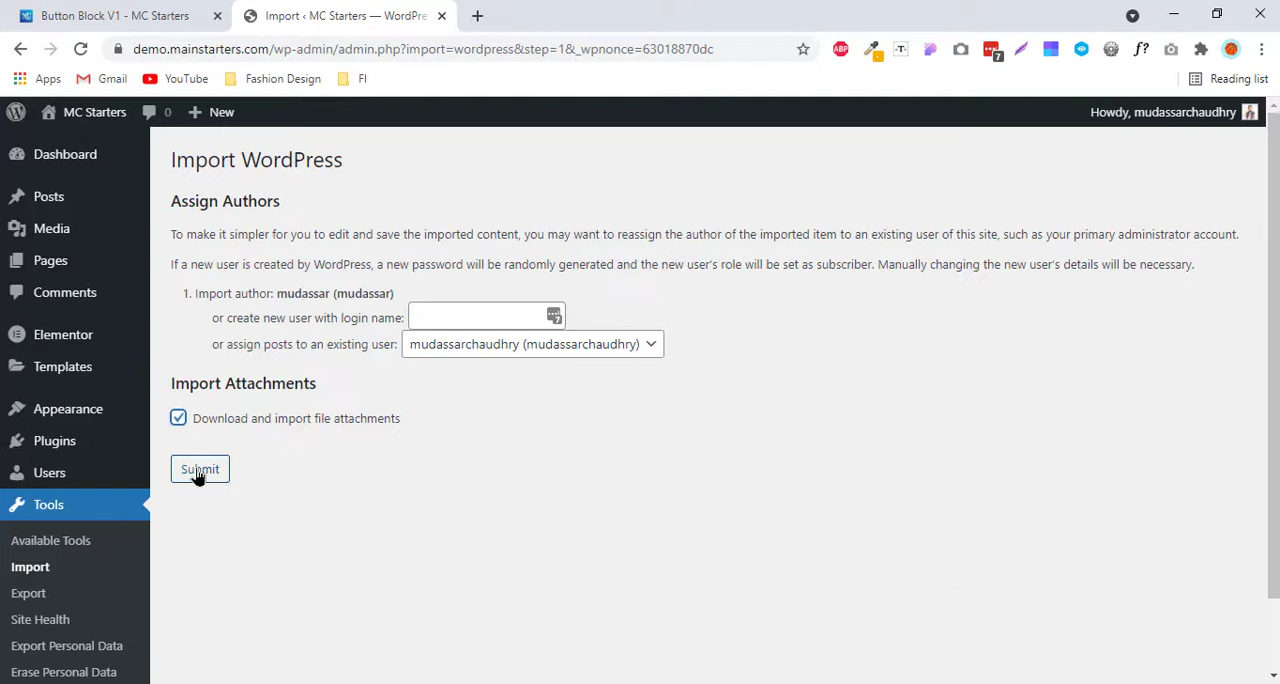 Button Block V1 - MC Starters
Import ‹ MC Starters — WordPre
demo.mainstarters.com/wp-admin/admin.php?import=wordpress&step=1&_wpnonce=63018870dc
ABP
-T-
7
f?
Apps
Gmail
YouTube
Fashion Design
FI
Reading list
MC Starters
0
New
Howdy, mudassarchaudhry
Dashboard
Posts
Media
Pages
Comments
Elementor
Templates
Appearance
Plugins
Users
Tools
Available Tools
Import
Export
Site Health
Export Personal Data
Erase Personal Data
Import WordPress
Assign Authors
To make it simpler for you to edit and save the imported content, you may want to reassign the author of the imported item to an existing user of this site, such as your primary administrator account.
If a new user is created by WordPress, a new password will be randomly generated and the new user's role will be set as subscriber. Manually changing the new user's details will be necessary.
1. Import author: mudassar (mudassar)
or create new user with login name:
7
or assign posts to an existing user: mudassarchaudhry (mudassarchaudhry)
Import Attachments
Download and import file attachments
Submit